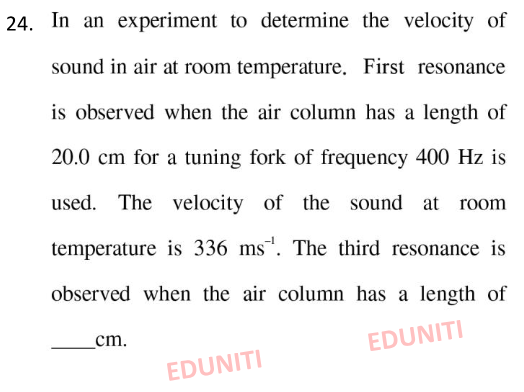 24. In an experiment to determine the velocity of
sound in air at room temperature. First resonance
is observed when the air column has a length of
20.0 cm for a tuning fork of frequency 400 Hz is
used. The velocity of the sound at room
temperature is 336 ms⁻¹. The third resonance is
observed when the air column has a length of
____cm.
EDUNITI
EDUNITI